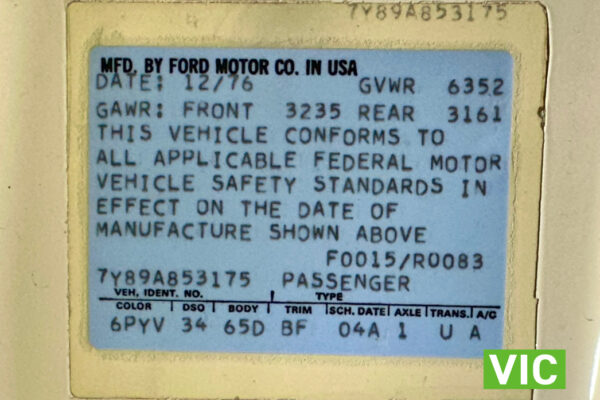 7Y89A853175
MFD. BY FORD MOTOR CO. IN USA
DATE: 12/76 GVWR 6352
GAWR: FRONT 3235 REAR 3161
THIS VEHICLE CONFORMS TO
ALL APPLICABLE FEDERAL MOTOR
VEHICLE SAFETY STANDARDS IN
EFFECT ON THE DATE OF
MANUFACTURE SHOWN ABOVE
F0015/R0083
7Y89A853175 PASSENGER
VEH. IDENT. NO. TYPE
COLOR DSO BODY TRIM SCH. DATE AXLE TRANS. A/C
6PYV 34 65D BF 04A 1 U A
VIC